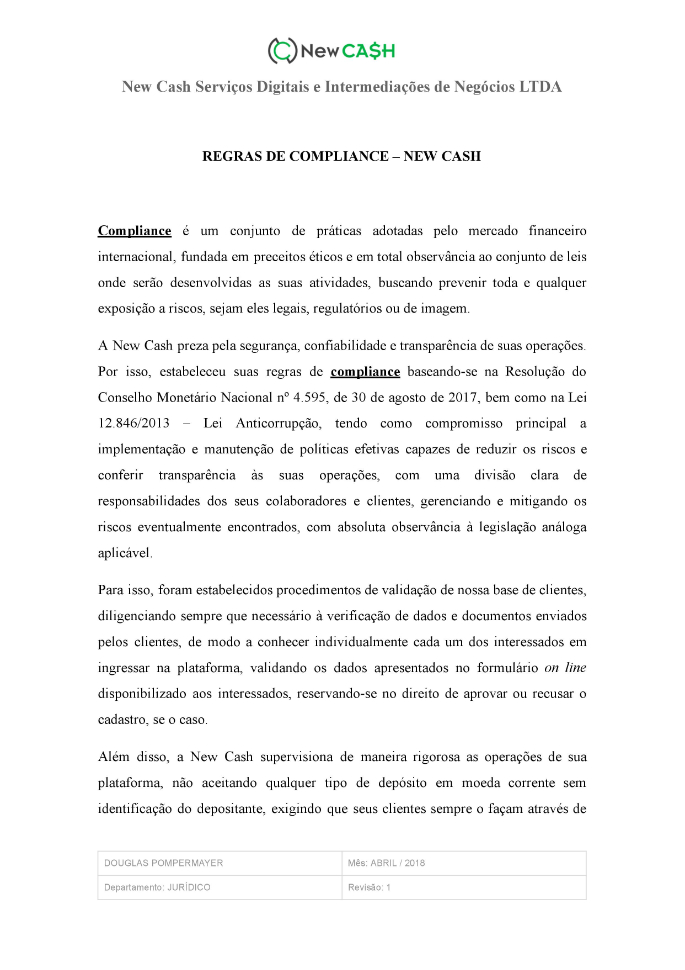 New CA$H
New Cash Serviços Digitais e Intermediações de Negócios LTDA
REGRAS DE COMPLIANCE – NEW CASH
Compliance é um conjunto de práticas adotadas pelo mercado financeiro
internacional, fundada em preceitos éticos e em total observância ao conjunto de leis
onde serão desenvolvidas as suas atividades, buscando prevenir toda e qualquer
exposição a riscos, sejam eles legais, regulatórios ou de imagem.
A New Cash preza pela segurança, confiabilidade e transparência de suas operações.
Por isso, estabeleceu suas regras de compliance baseando-se na Resolução do
Conselho Monetário Nacional nº 4.595, de 30 de agosto de 2017, bem como na Lei
12.846/2013 – Lei Anticorrupção, tendo como compromisso principal a
implementação e manutenção de políticas efetivas capazes de reduzir os riscos e
conferir transparência às suas operações, com uma divisão clara de
responsabilidades dos seus colaboradores e clientes, gerenciando e mitigando os
riscos eventualmente encontrados, com absoluta observância à legislação análoga
aplicável.
Para isso, foram estabelecidos procedimentos de validação de nossa base de clientes,
diligenciando sempre que necessário à verificação de dados e documentos enviados
pelos clientes, de modo a conhecer individualmente cada um dos interessados em
ingressar na plataforma, validando os dados apresentados no formulário on line
disponibilizado aos interessados, reservando-se no direito de aprovar ou recusar o
cadastro, se o caso.
Além disso, a New Cash supervisiona de maneira rigorosa as operações de sua
plataforma, não aceitando qualquer tipo de depósito em moeda corrente sem
identificação do depositante, exigindo que seus clientes sempre o façam através de
DOUGLAS POMPERMAYER
Mês: ABRIL / 2018
Departamento: JURÍDICO
Revisão: 1